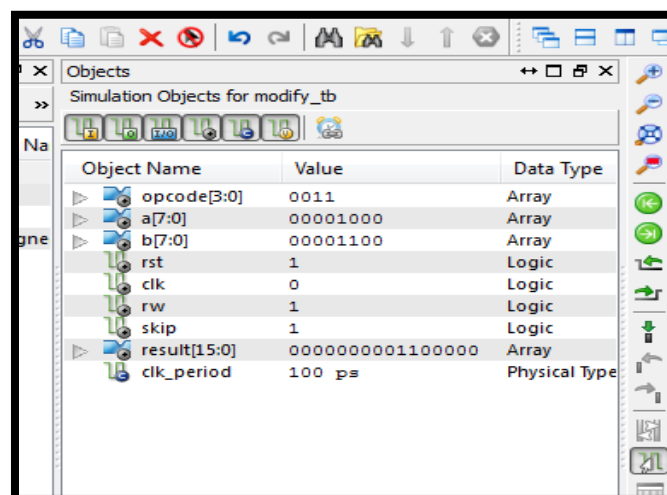 Objects
Simulation Objects for modify_tb
I O I/O C
Na
Object Name Value Data Type
opcode[3:0] 0011 Array
a[7:0] 00001000 Array
gne
b[7:0] 00001100 Array
rst 1 Logic
clk 0 Logic
rw 1 Logic
skip 1 Logic
result[15:0] 0000000001100000 Array
clk_period 100 ps Physical Type